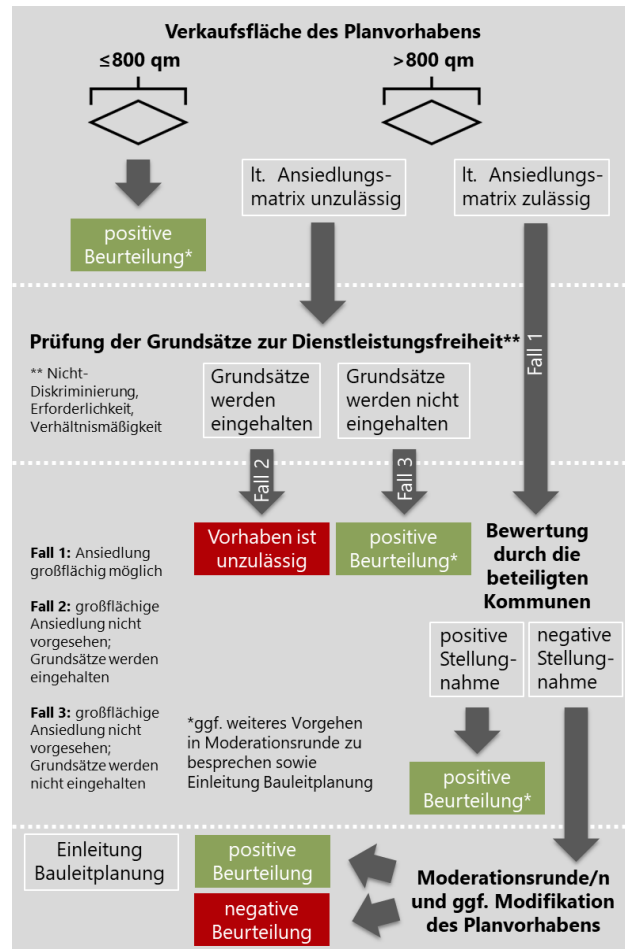 Verkaufsfläche des Planvorhabens
≤800 qm
>800 qm
lt. Ansiedlungs-
matrix unzulässig
lt. Ansiedlungs-
matrix zulässig
positive
Beurteilung*
Fall 1
Prüfung der Grundsätze zur Dienstleistungsfreiheit**
** Nicht-
Diskriminierung,
Erforderlichkeit,
Verhältnismäßigkeit
Grundsätze
werden
eingehalten
Grundsätze
werden nicht
eingehalten
Fall 2
Fall 3
Vorhaben ist
unzulässig
positive
Beurteilung*
Bewertung
durch die
beteiligten
Kommunen
Fall 1: Ansiedlung
großflächig möglich
Fall 2: großflächige
Ansiedlung nicht
vorgesehen;
Grundsätze werden
eingehalten
Fall 3: großflächige
Ansiedlung nicht
vorgesehen;
Grundsätze werden
nicht eingehalten
positive
Stellung-
nahme
negative
Stellung-
nahme
*ggf. weiteres Vorgehen
in Moderationsrunde zu
besprechen sowie
Einleitung Bauleitplanung
positive
Beurteilung*
Einleitung
Bauleitplanung
positive
Beurteilung
negative
Beurteilung
Moderationsrunde/n
und ggf. Modifikation
des Planvorhabens